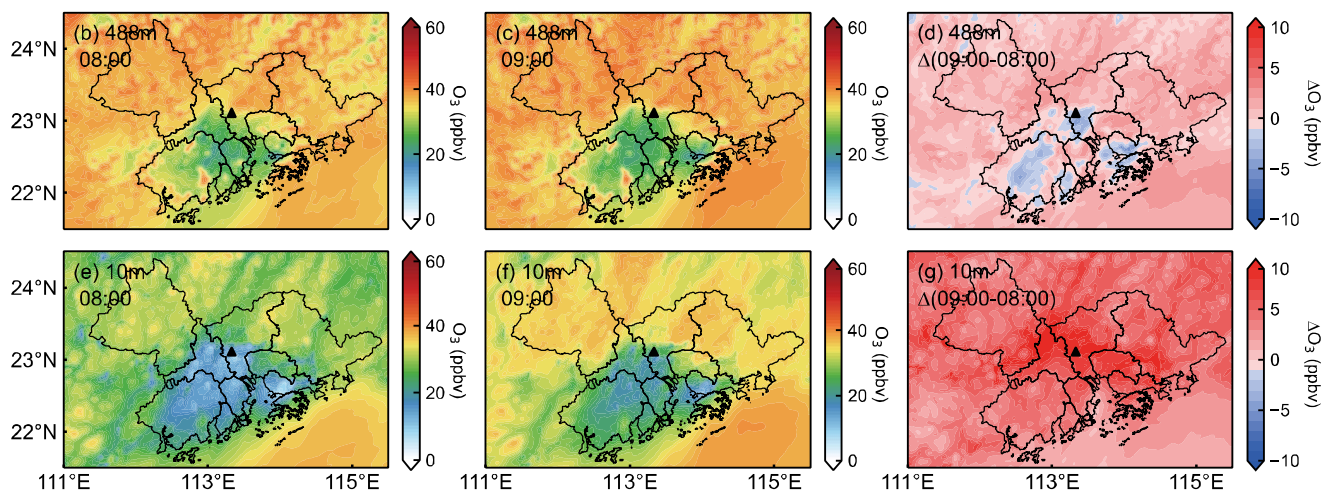 (b) 488m
08:00
24°N
23°N
22°N
60
40
20
0
O₃ (ppbv)
(c) 488m
09:00
60
40
20
0
O₃ (ppbv)
(d) 488m
Δ(09:00-08:00)
10
5
0
−5
−10
ΔO₃ (ppbv)
(e) 10m
08:00
24°N
23°N
22°N
111°E
113°E
115°E
60
40
20
0
O₃ (ppbv)
(f) 10m
09:00
111°E
113°E
115°E
60
40
20
0
O₃ (ppbv)
(g) 10m
Δ(09:00-08:00)
111°E
113°E
115°E
10
5
0
−5
−10
ΔO₃ (ppbv)